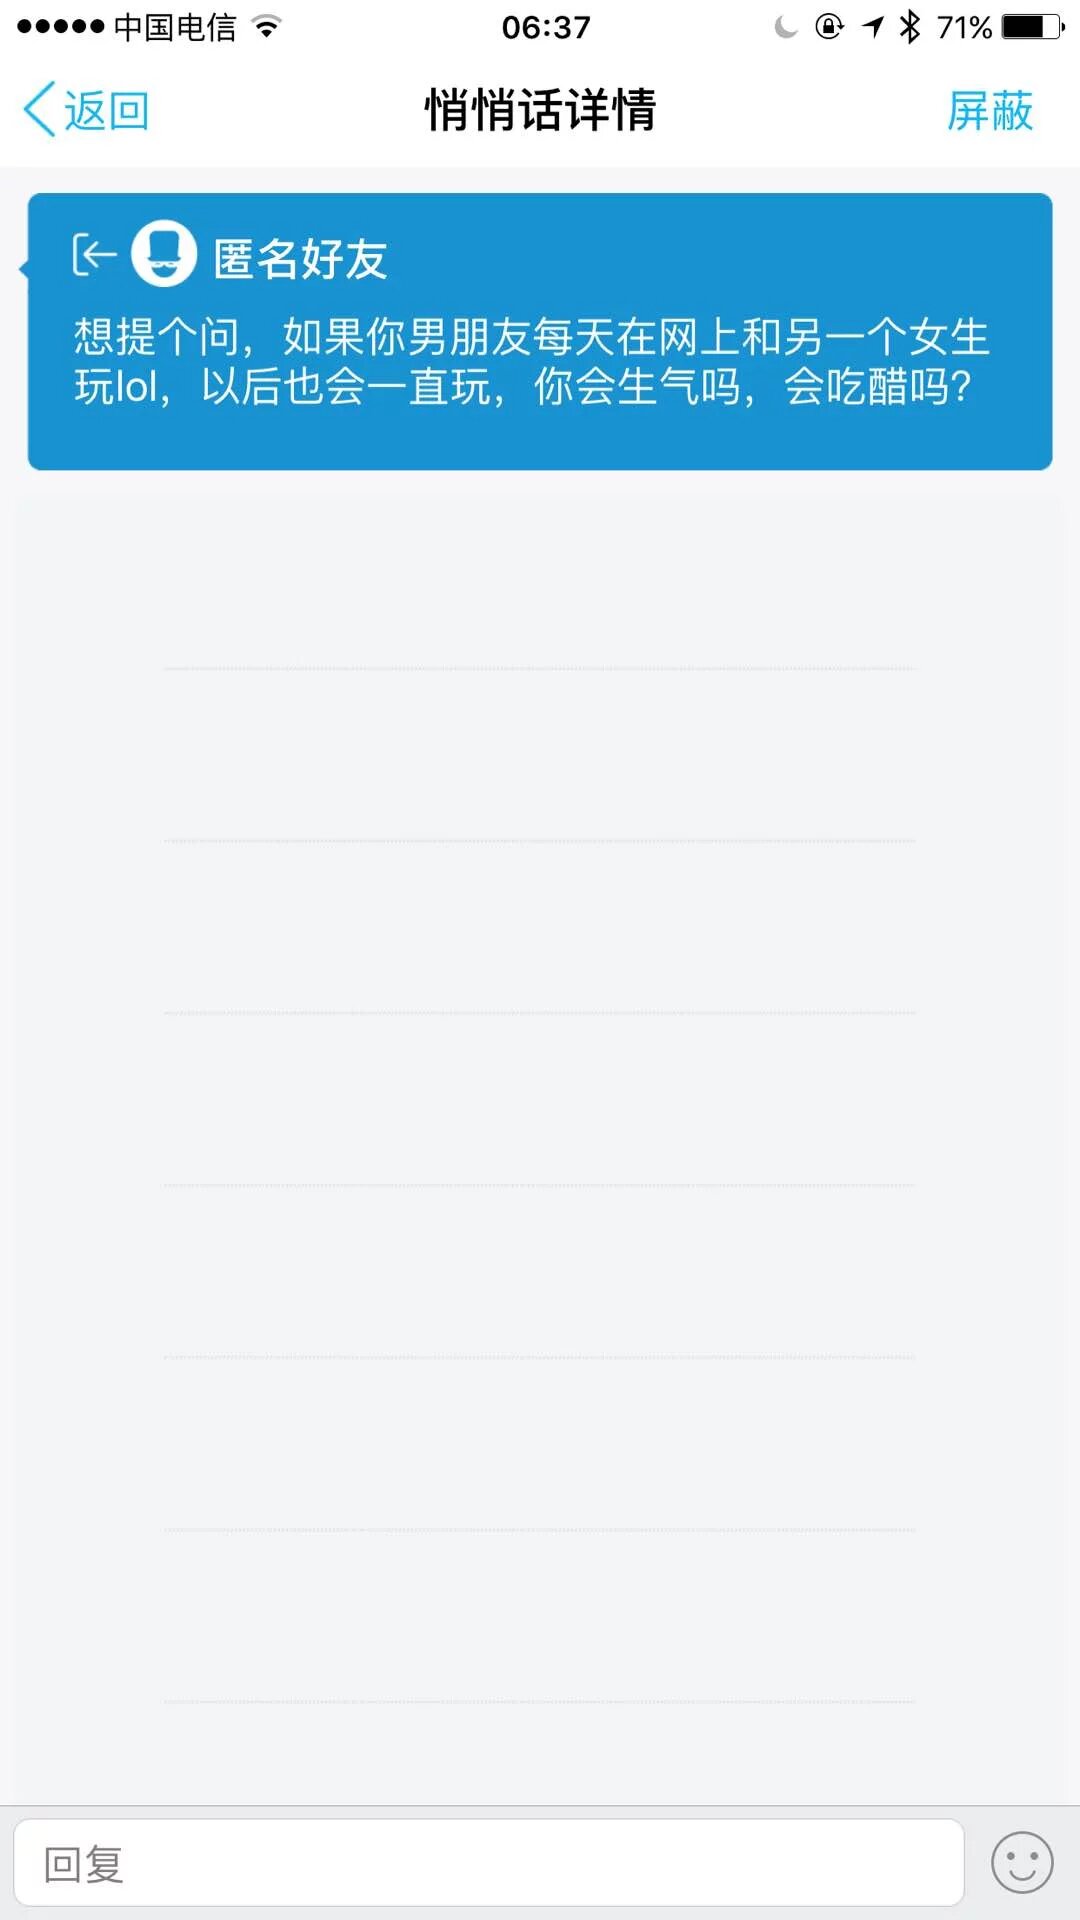 中国电信 06:37 71%
返回 悄悄话详情 屏蔽
匿名好友
想提个问，如果你男朋友每天在网上和另一个女生
玩lol，以后也会一直玩，你会生气吗，会吃醋吗？
回复